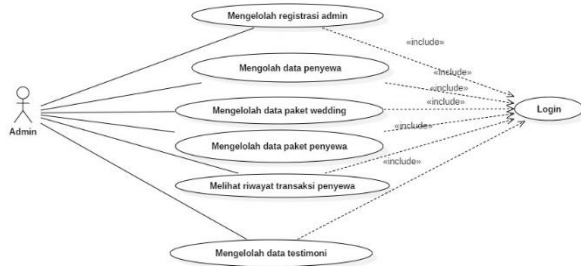 Mengelolah registrasi admin
«include»
Mengolah data penyewa
«include»
Mengelolah data paket wedding
«include»
Login
Admin
Mengelolah data paket penyewa
«include»
Melihat riwayat transaksi penyewa
«include»
Mengelolah data testimoni